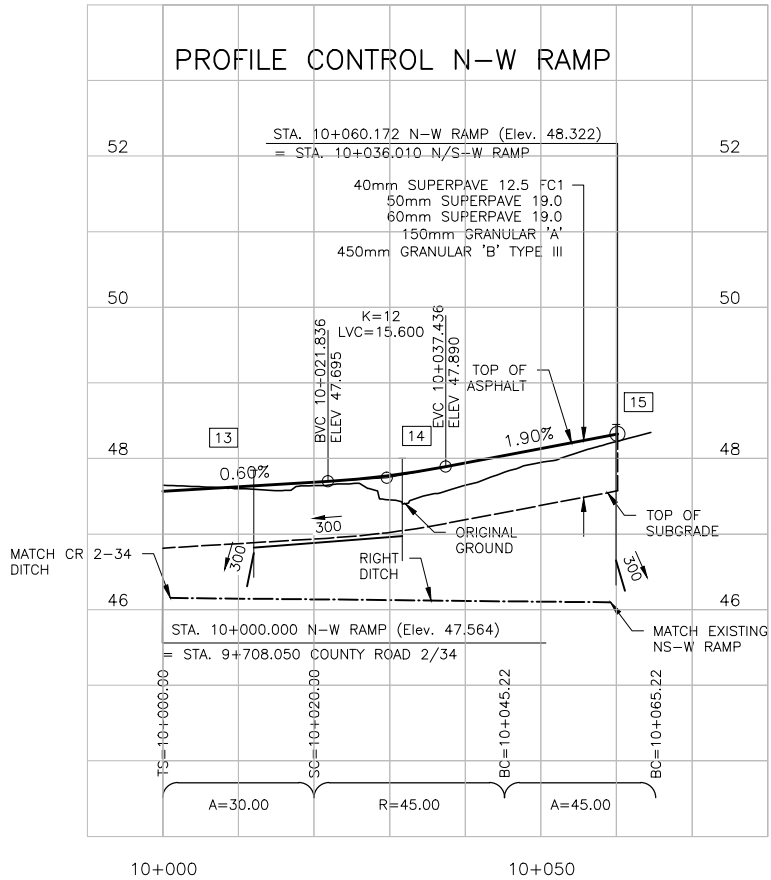 PROFILE CONTROL N-W RAMP
STA. 10+060.172 N-W RAMP (Elev. 48.322)
= STA. 10+036.010 N/S-W RAMP
52
52
40mm SUPERPAVE 12.5 FC1
50mm SUPERPAVE 19.0
60mm SUPERPAVE 19.0
150mm GRANULAR 'A'
450mm GRANULAR 'B' TYPE III
50
50
BVC 10+021.836
ELEV 47.695
K=12
LVC=15.600
EVC 10+037.436
ELEV 47.890
TOP OF
ASPHALT
13
14
15
48
0.60%
1.90%
48
300
ORIGINAL
GROUND
TOP OF
SUBGRADE
MATCH CR 2-34
DITCH
300
RIGHT
DITCH
300
46
46
STA. 10+000.000 N-W RAMP (Elev. 47.564)
= STA. 9+708.050 COUNTY ROAD 2/34
MATCH EXISTING
NS-W RAMP
TS=10+000.00
SC=10+020.00
BC=10+045.22
BC=10+065.22
A=30.00
R=45.00
A=45.00
10+000
10+050